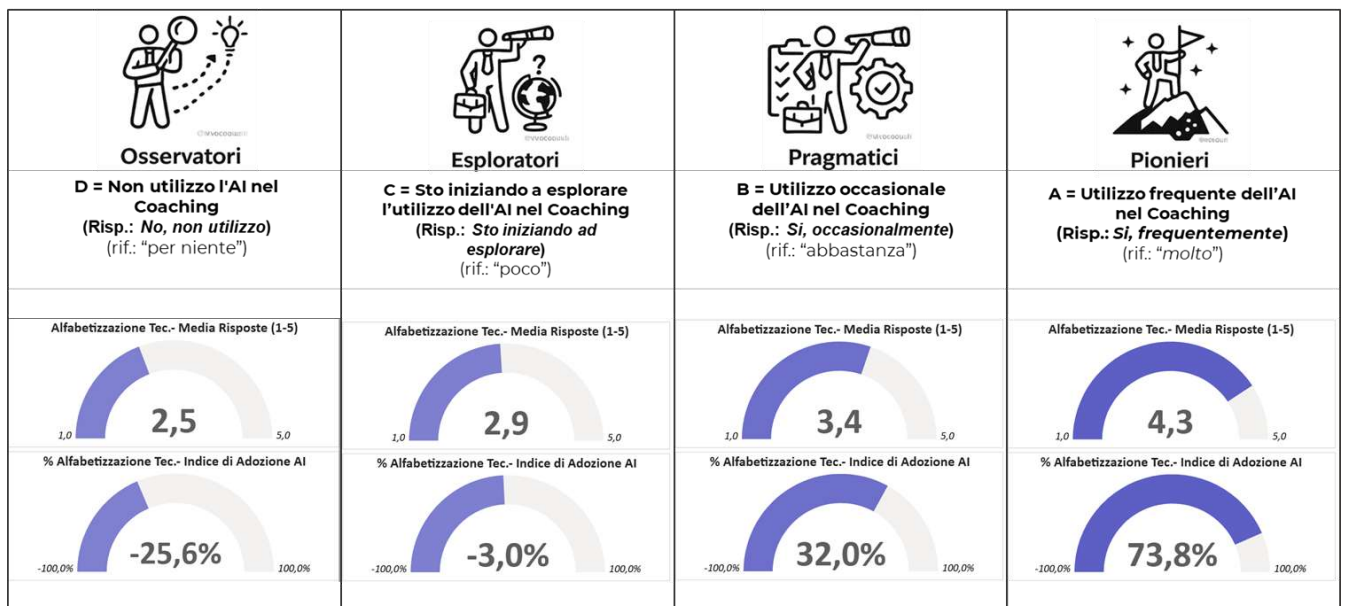 Osservatori
Esploratori
Pragmatici
Pionieri
D = Non utilizzo l'AI nel
Coaching
(Risp.: No, non utilizzo)
(rif.: “per niente”)
C = Sto iniziando a esplorare
l’utilizzo dell'AI nel Coaching
(Risp.: Sto iniziando ad
esplorare)
(rif.: “poco”)
B = Utilizzo occasionale
dell’AI nel Coaching
(Risp.: Si, occasionalmente)
(rif.: “abbastanza”)
A = Utilizzo frequente dell’AI
nel Coaching
(Risp.: Si, frequentemente)
(rif.: “molto”)
Alfabetizzazione Tec.- Media Risposte (1-5)
2,5
1,0
5,0
Alfabetizzazione Tec.- Media Risposte (1-5)
2,9
1,0
5,0
Alfabetizzazione Tec.- Media Risposte (1-5)
3,4
1,0
5,0
Alfabetizzazione Tec.- Media Risposte (1-5)
4,3
1,0
5,0
% Alfabetizzazione Tec.- Indice di Adozione AI
-25,6%
-100,0%
100,0%
% Alfabetizzazione Tec.- Indice di Adozione AI
-3,0%
-100,0%
100,0%
% Alfabetizzazione Tec.- Indice di Adozione AI
32,0%
-100,0%
100,0%
% Alfabetizzazione Tec.- Indice di Adozione AI
73,8%
-100,0%
100,0%